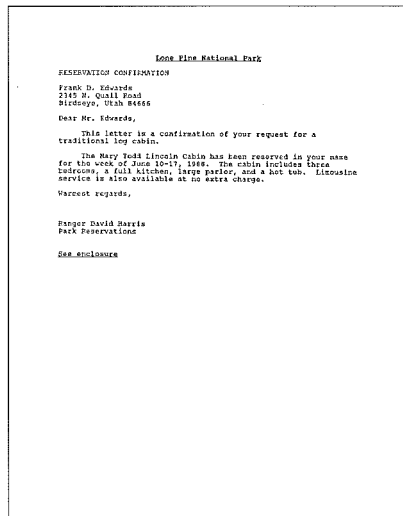 Lone Pine National Park
RESERVATION CONFIRMATION
Frank D. Edwards
2345 N. Quail Road
Birdseye, Utah 84666
Dear Mr. Edwards,
This letter is a confirmation of your request for a
traditional log cabin.
The Mary Todd Lincoln Cabin has been reserved in your name
for the week of June 10-17, 1986. The cabin includes three
bedrooms, a full kitchen, large parlor, and a hot tub. Limousine
service is also available at no extra charge.
Warmest regards,
Ranger David Harris
Park Reservations
See enclosure